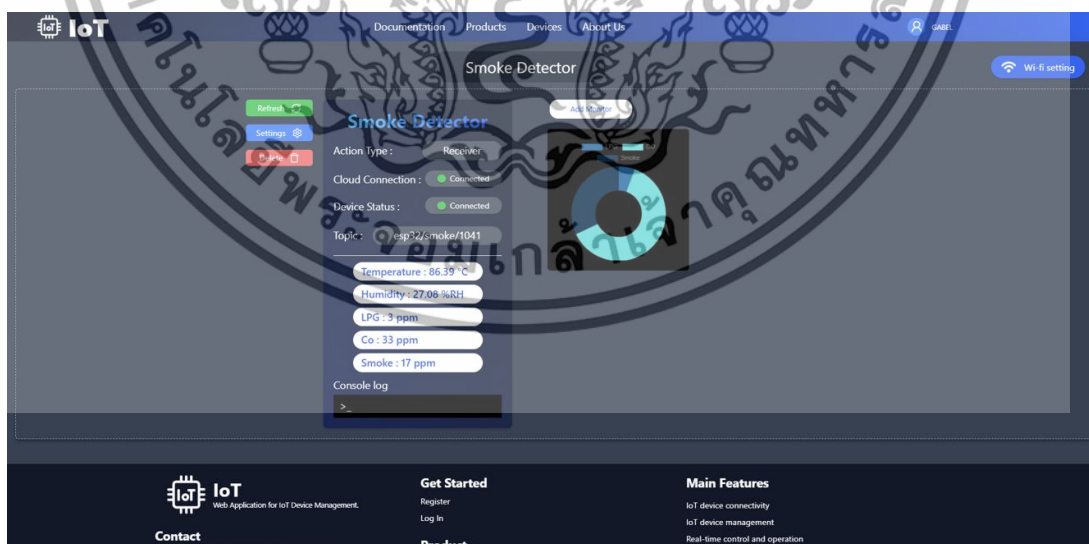 IoT
Documentation Products Devices About Us
GABEL
Smoke Detector
Wi-fi setting
Refresh
Settings
Delete
Smoke Detector
Action Type : Receiver
Cloud Connection : Connected
Device Status : Connected
Topic : esp32/smoke/1041
Temperature : 86.39 °C
Humidity : 27.08 %RH
LPG : 3 ppm
Co : 33 ppm
Smoke : 17 ppm
Console log
>_
Add Monitor
Smoke
IoT
IoT
Web Application for IoT Device Management.
Contact
Get Started
Register
Log In
Product
Main Features
IoT device connectivity
IoT device management
Real-time control and operation